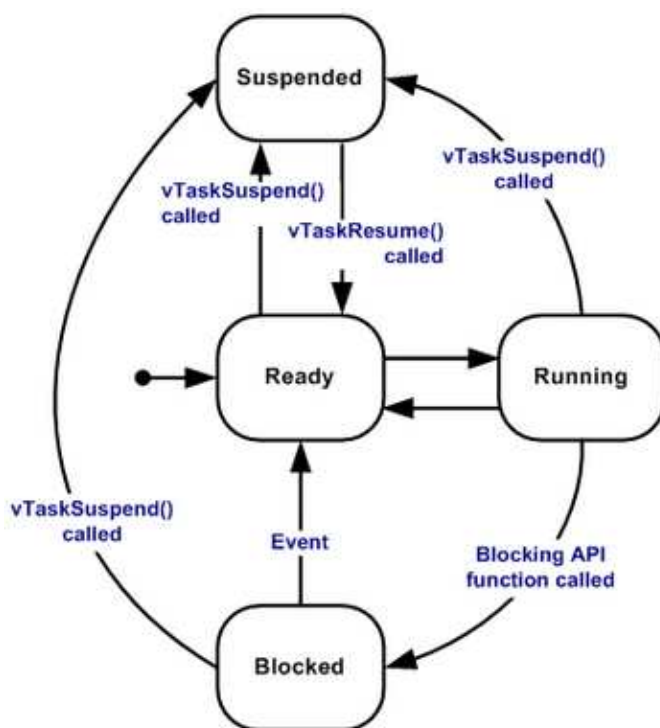 Suspended
vTaskSuspend()
called
vTaskSuspend()
called
vTaskResume()
called
Ready
Running
vTaskSuspend()
called
Event
Blocking API
function called
Blocked